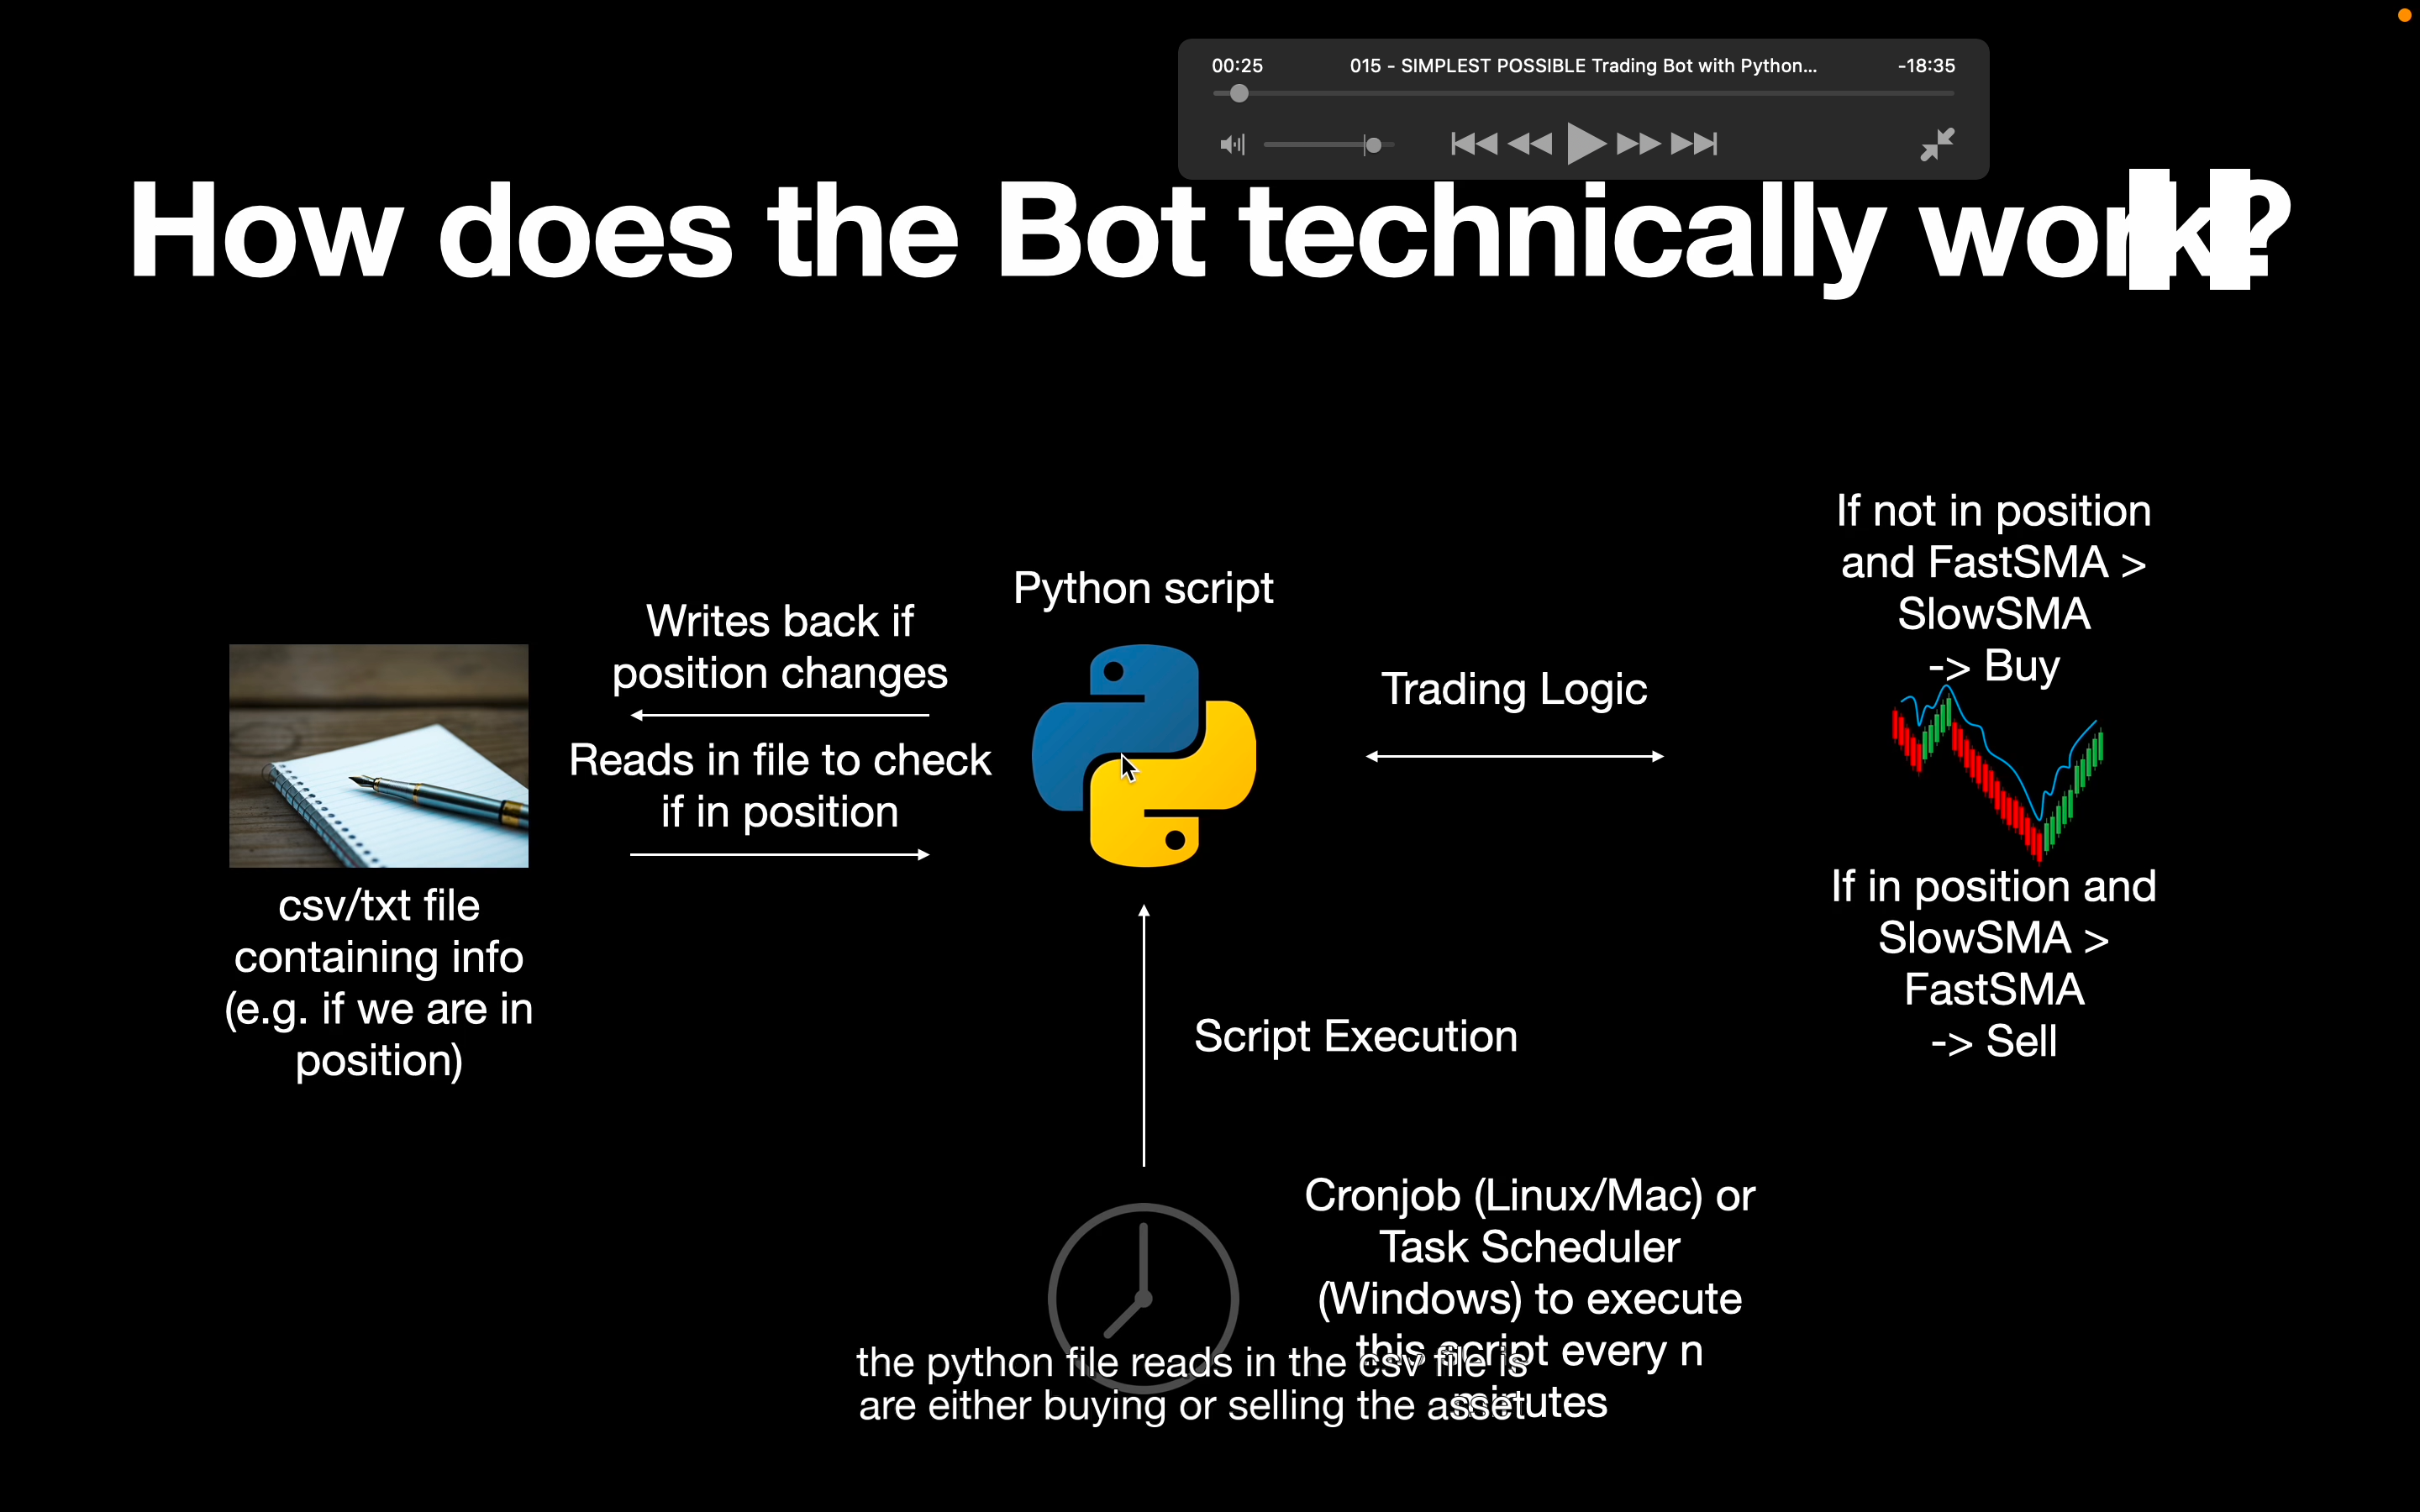 00:25
015 - SIMPLEST POSSIBLE Trading Bot with Python...
-18:35
How does the Bot technically work?
If not in position
and FastSMA >
SlowSMA
-> Buy
Python script
Writes back if
position changes
Trading Logic
Reads in file to check
if in position
If in position and
SlowSMA >
FastSMA
-> Sell
csv/txt file
containing info
(e.g. if we are in
position)
Script Execution
Cronjob (Linux/Mac) or
Task Scheduler
(Windows) to execute
this script every n
minutes
the python file reads in the csv file is
are either buying or selling the asset